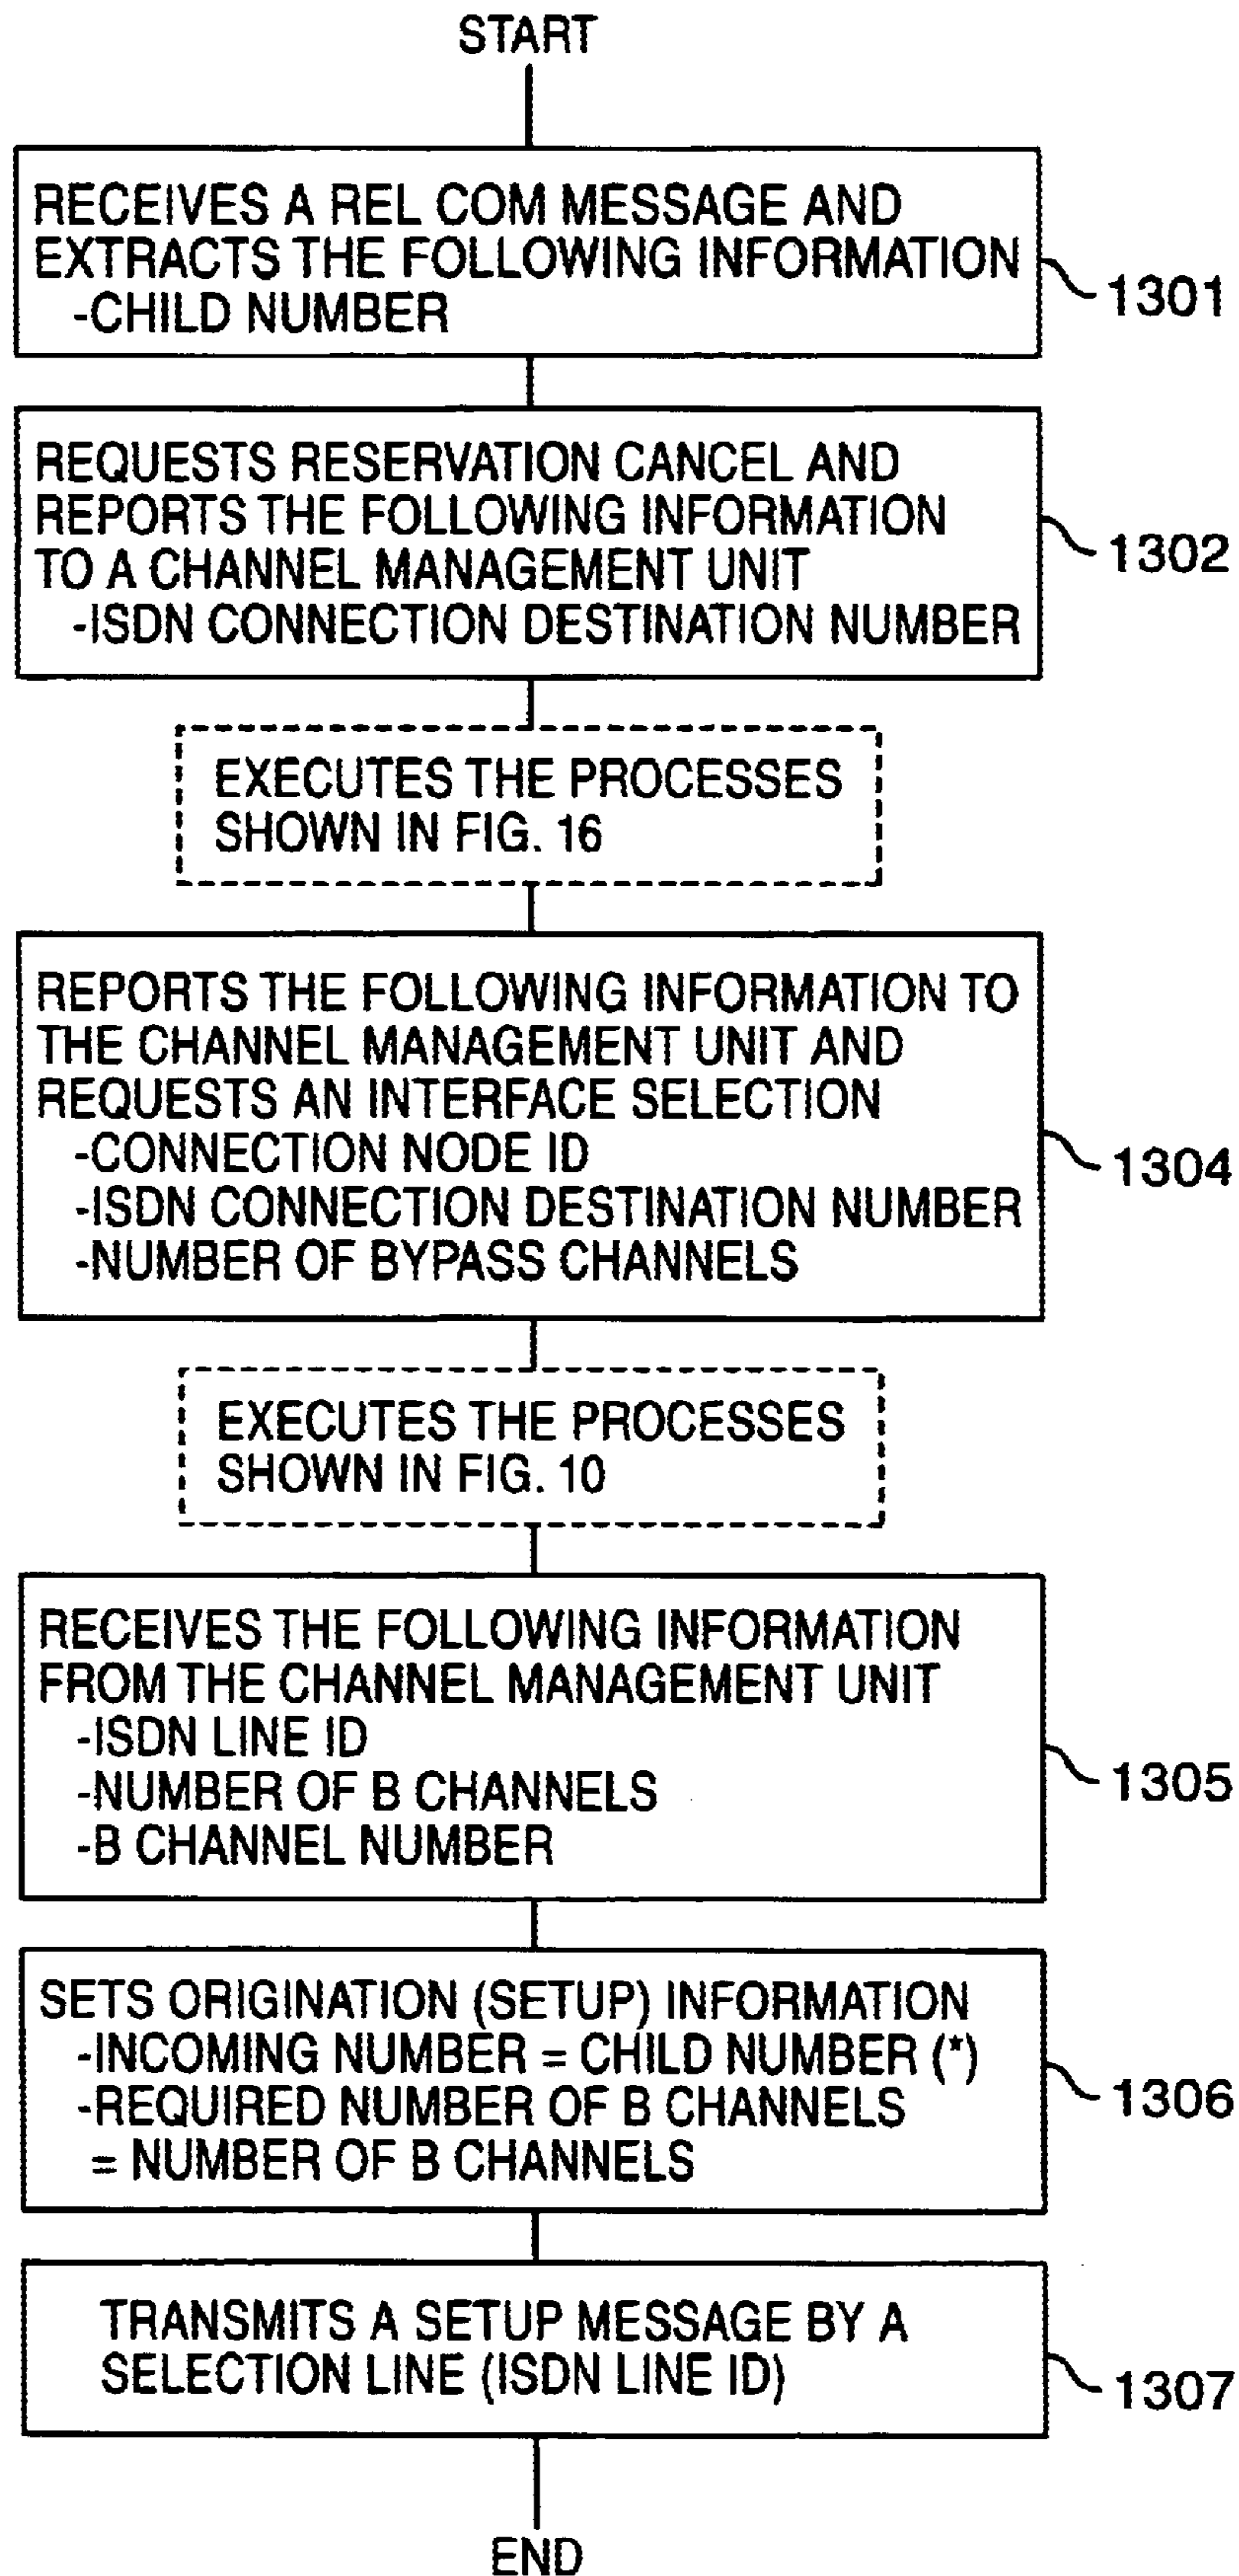 START
RECEIVES A REL COM MESSAGE AND
EXTRACTS THE FOLLOWING INFORMATION
-CHILD NUMBER
1301
REQUESTS RESERVATION CANCEL AND
REPORTS THE FOLLOWING INFORMATION
TO A CHANNEL MANAGEMENT UNIT
-ISDN CONNECTION DESTINATION NUMBER
1302
EXECUTES THE PROCESSES
SHOWN IN FIG. 16
REPORTS THE FOLLOWING INFORMATION TO
THE CHANNEL MANAGEMENT UNIT AND
REQUESTS AN INTERFACE SELECTION
-CONNECTION NODE ID
-ISDN CONNECTION DESTINATION NUMBER
-NUMBER OF BYPASS CHANNELS
1304
EXECUTES THE PROCESSES
SHOWN IN FIG. 10
RECEIVES THE FOLLOWING INFORMATION
FROM THE CHANNEL MANAGEMENT UNIT
-ISDN LINE ID
-NUMBER OF B CHANNELS
-B CHANNEL NUMBER
1305
SETS ORIGINATION (SETUP) INFORMATION
-INCOMING NUMBER = CHILD NUMBER (*)
-REQUIRED NUMBER OF B CHANNELS
= NUMBER OF B CHANNELS
1306
TRANSMITS A SETUP MESSAGE BY A
SELECTION LINE (ISDN LINE ID)
1307
END